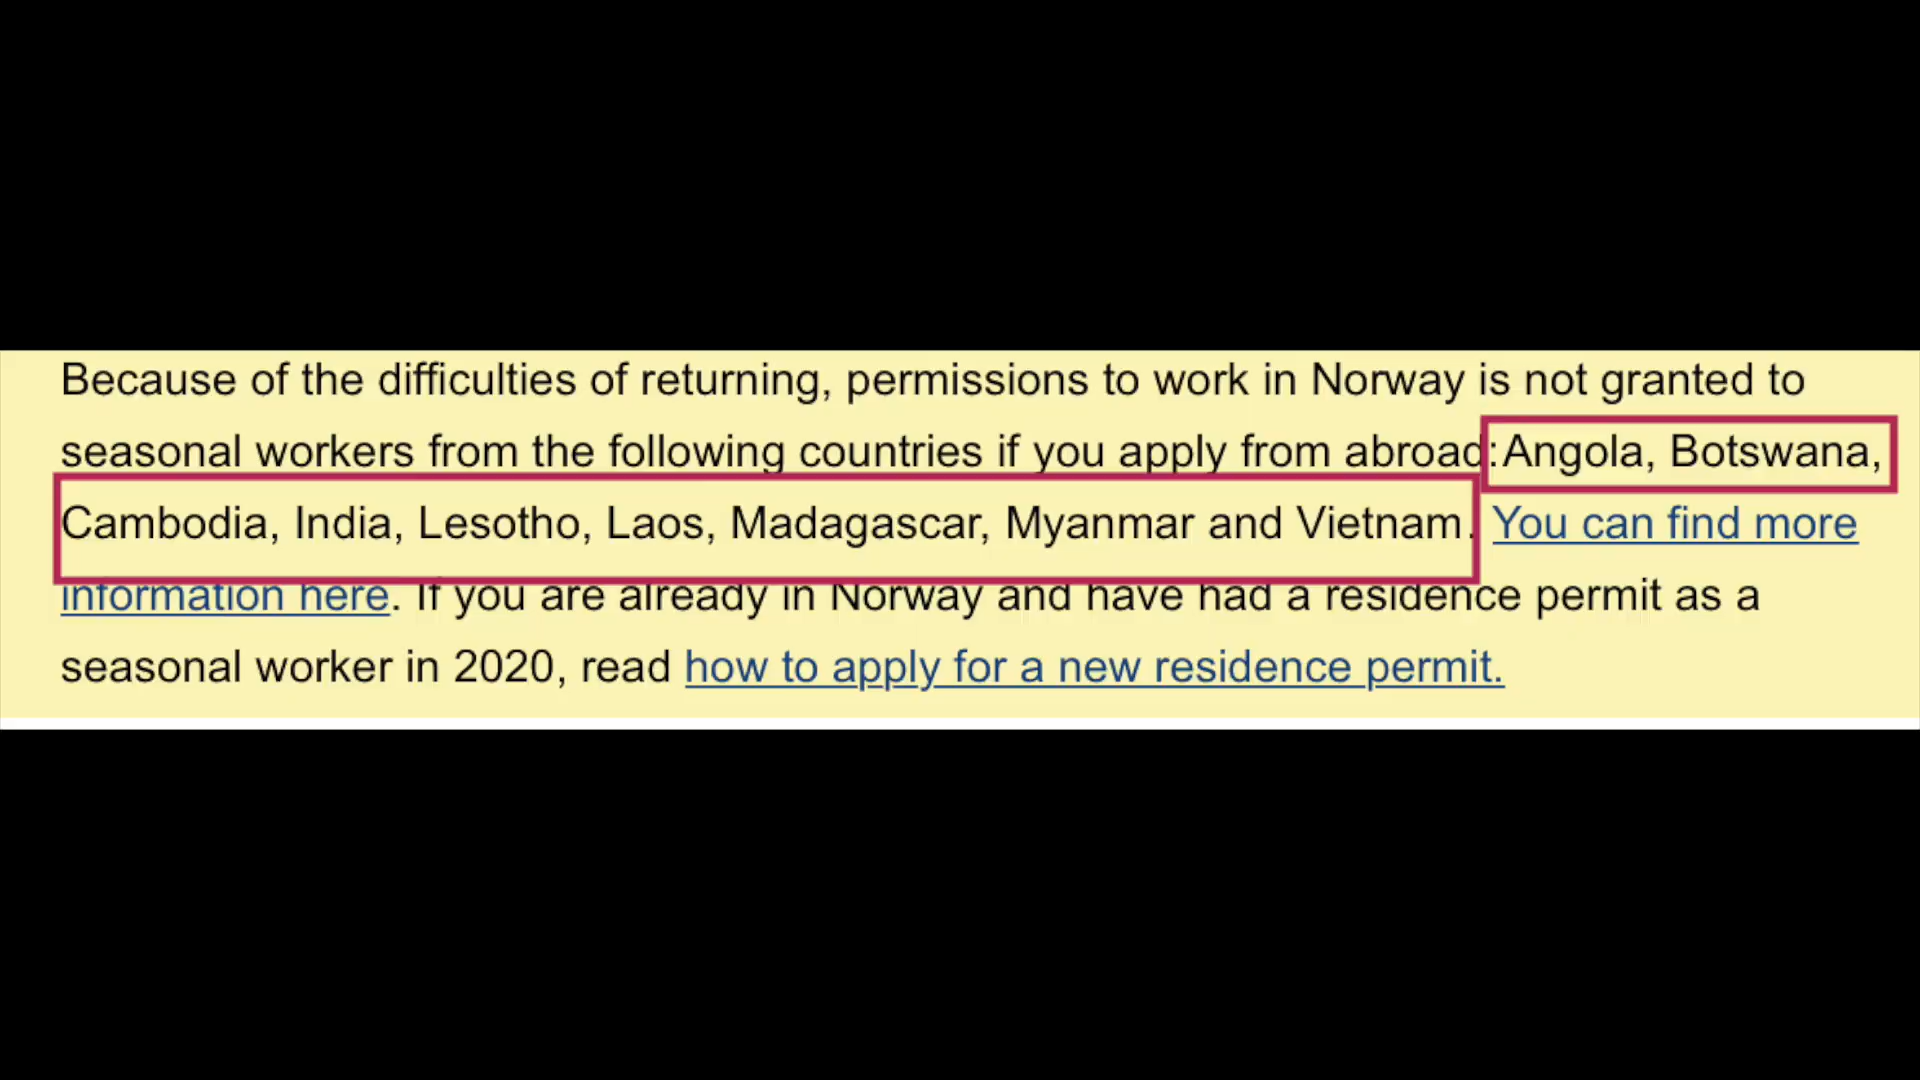 Because of the difficulties of returning, permissions to work in Norway is not granted to
seasonal workers from the following countries if you apply from abroad:Angola, Botswana,
Cambodia, India, Lesotho, Laos, Madagascar, Myanmar and Vietnam. You can find more
information here. If you are already in Norway and have had a residence permit as a
seasonal worker in 2020, read how to apply for a new residence permit.